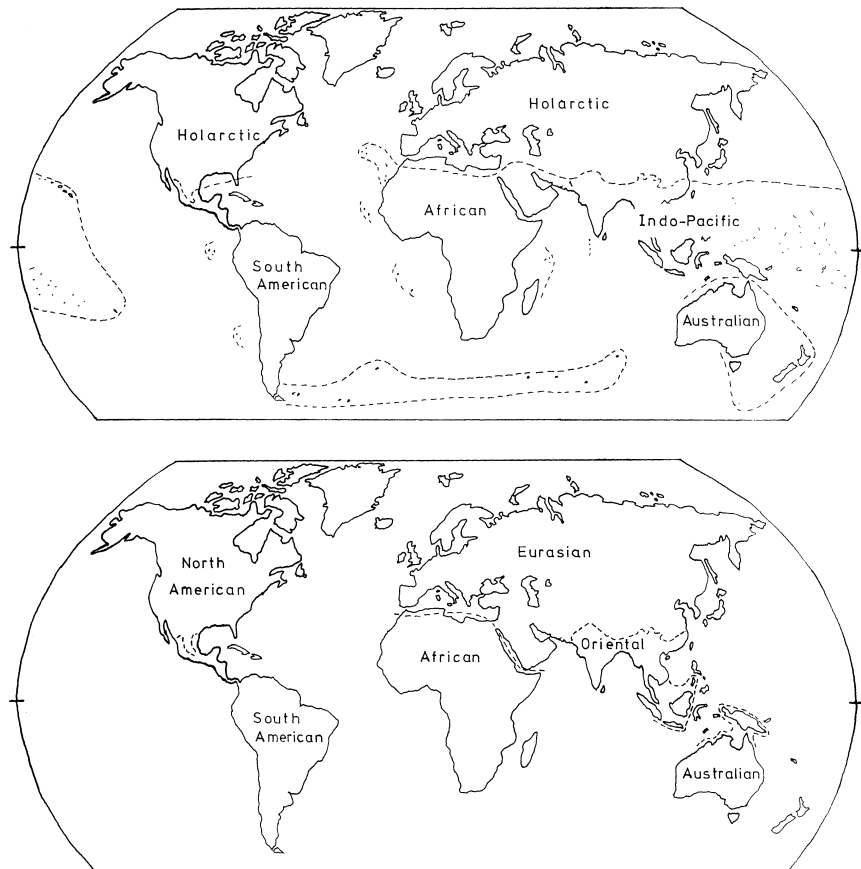 Holarctic
Holarctic
African
Indo-Pacific
South
American
Australian
North
American
Eurasian
Oriental
African
South
American
Australian